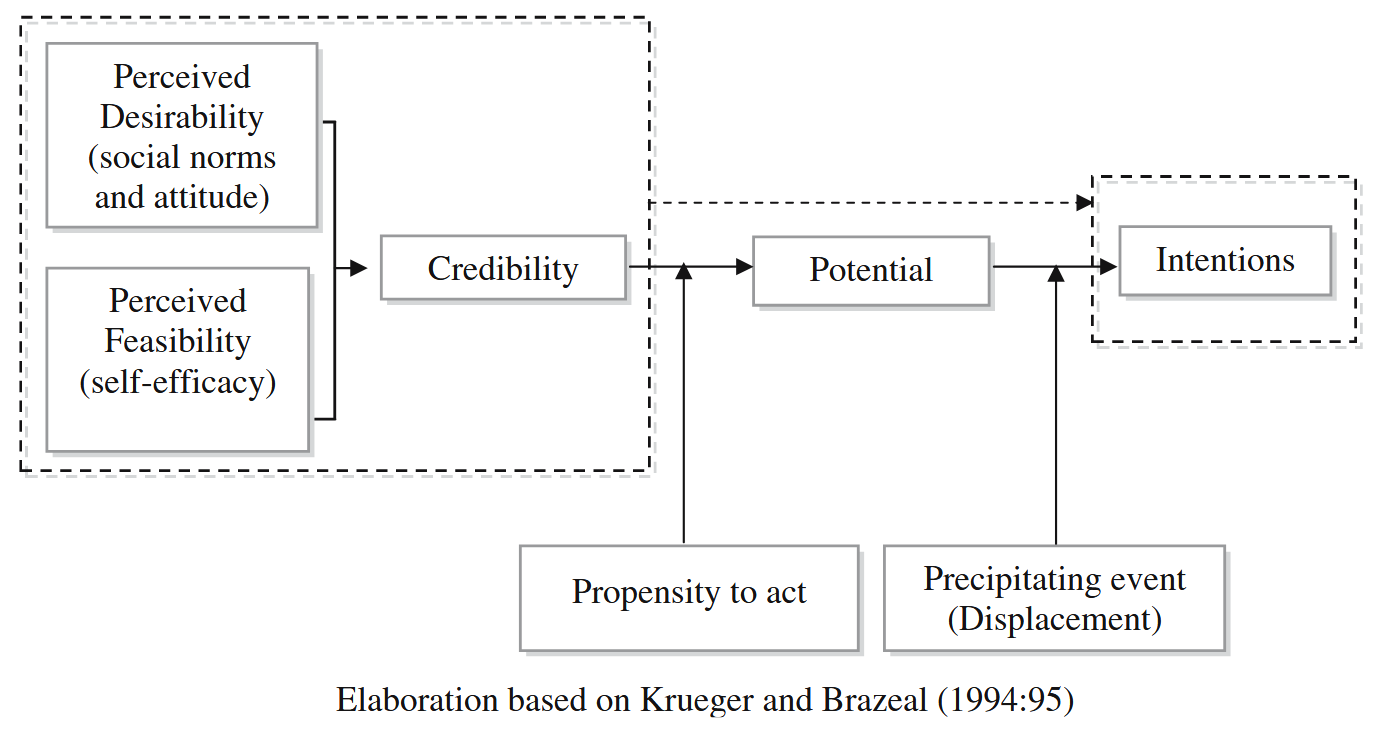 Perceived
Desirability
(social norms
and attitude)
Perceived
Feasibility
(self-efficacy)
Credibility
Potential
Intentions
Propensity to act
Precipitating event
(Displacement)
Elaboration based on Krueger and Brazeal (1994:95)